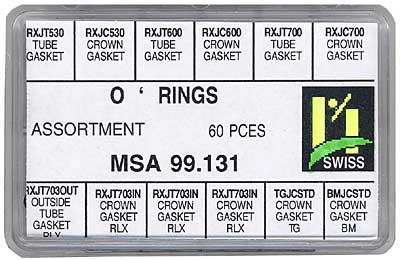 RXJT530 RXJC530 RXJT600 RXJC600 RXJT700 RXJC700
TUBE CROWN TUBE CROWN TUBE CROWN
GASKET GASKET GASKET GASKET GASKET GASKET
O ‘ RINGS
ASSORTMENT 60 PCES
MSA 99.131
SWISS
RXJT703OUT RXJT703IN RXJT703IN RXJT703IN TGJCSTD BMJCSTD
OUTSIDE CROWN CROWN CROWN CROWN CROWN
TUBE GASKET GASKET GASKET GASKET GASKET
GASKET RLX RLX RLX TG BM
RLX